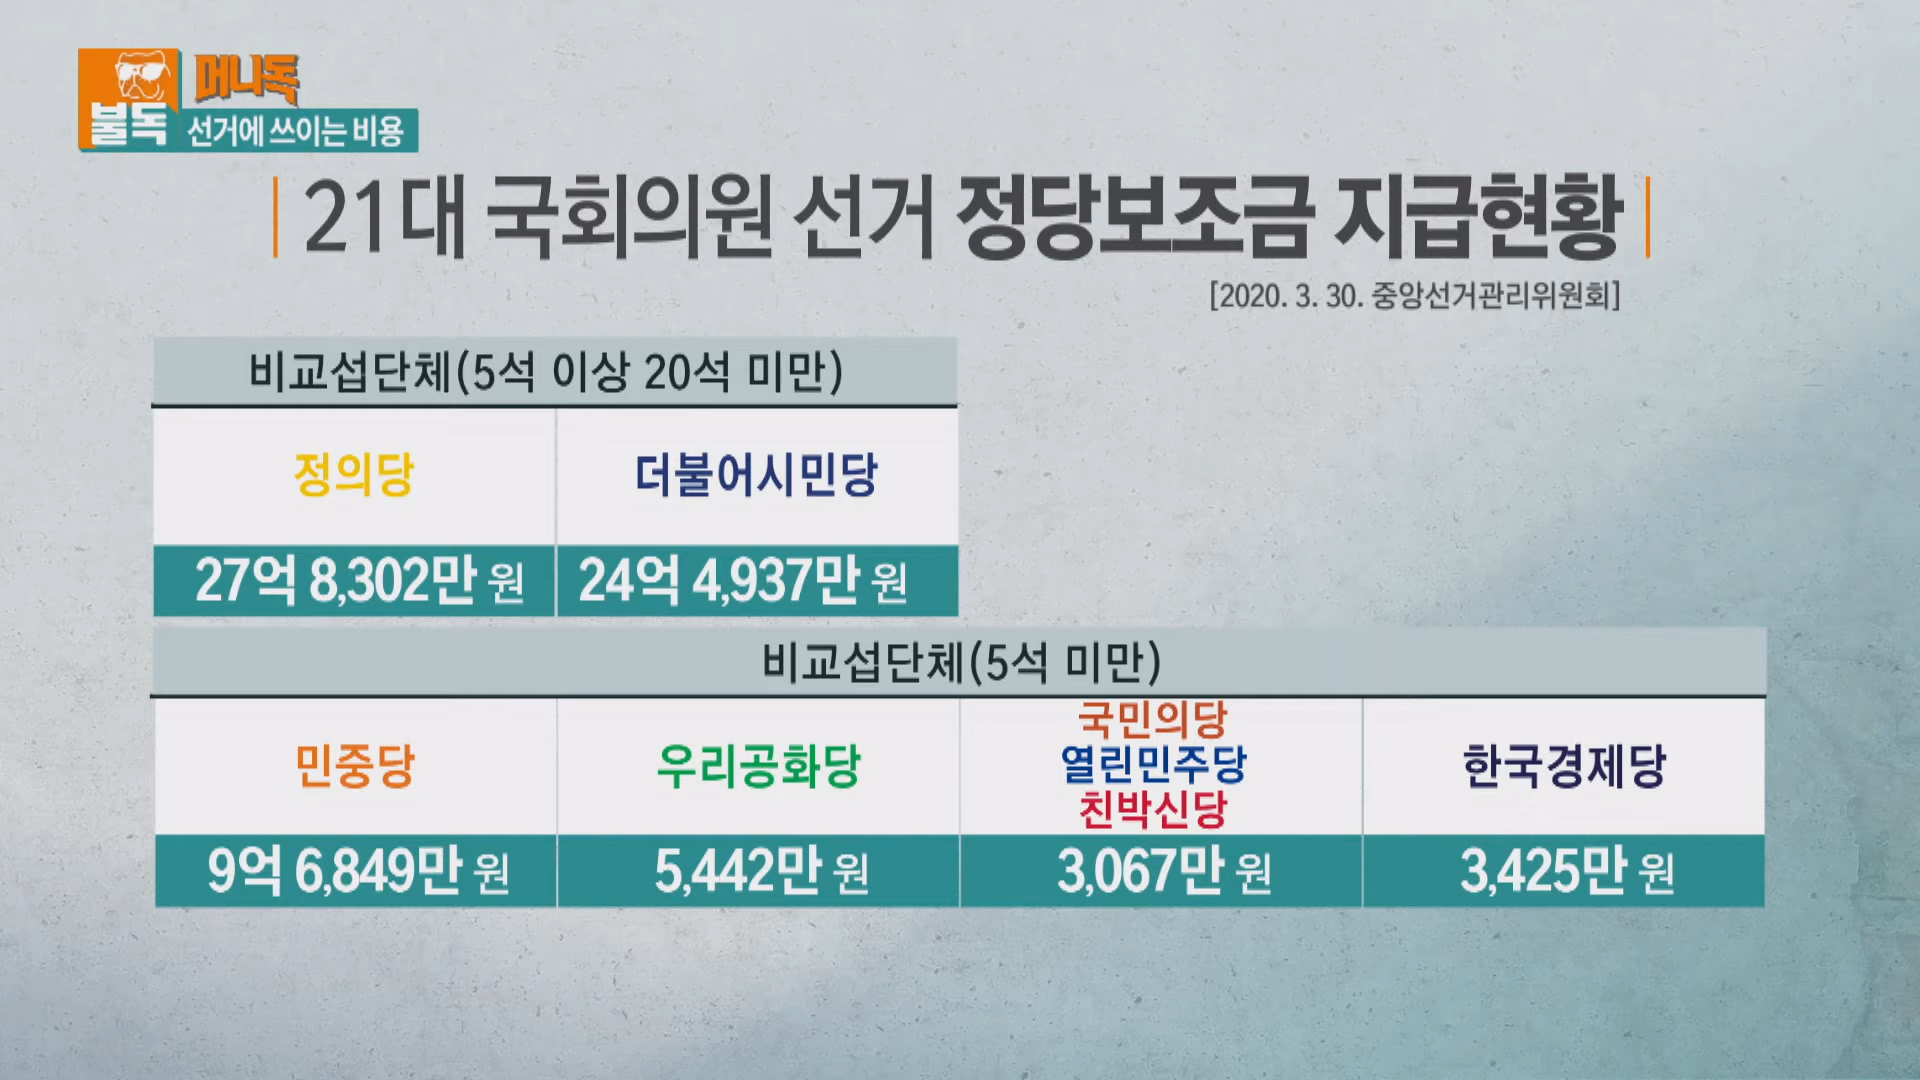 불독
머니독
선거에 쓰이는 비용
21대 국회의원 선거 정당보조금 지급현황
[2020. 3. 30. 중앙선거관리위원회]
비교섭단체(5석 이상 20석 미만)
정의당 더불어시민당
27억 8,302만 원 24억 4,937만 원
비교섭단체(5석 미만)
민중당 우리공화당 국민의당 열린민주당 친박신당 한국경제당
9억 6,849만 원 5,442만 원 3,067만 원 3,425만 원